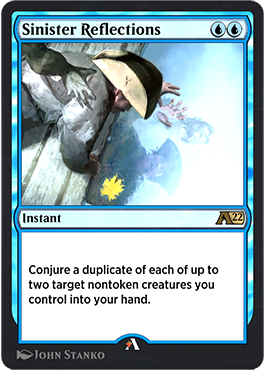 Sinister Reflections
Instant
A22
Conjure a duplicate of each of up to
two target nontoken creatures you
control into your hand.
John Stanko